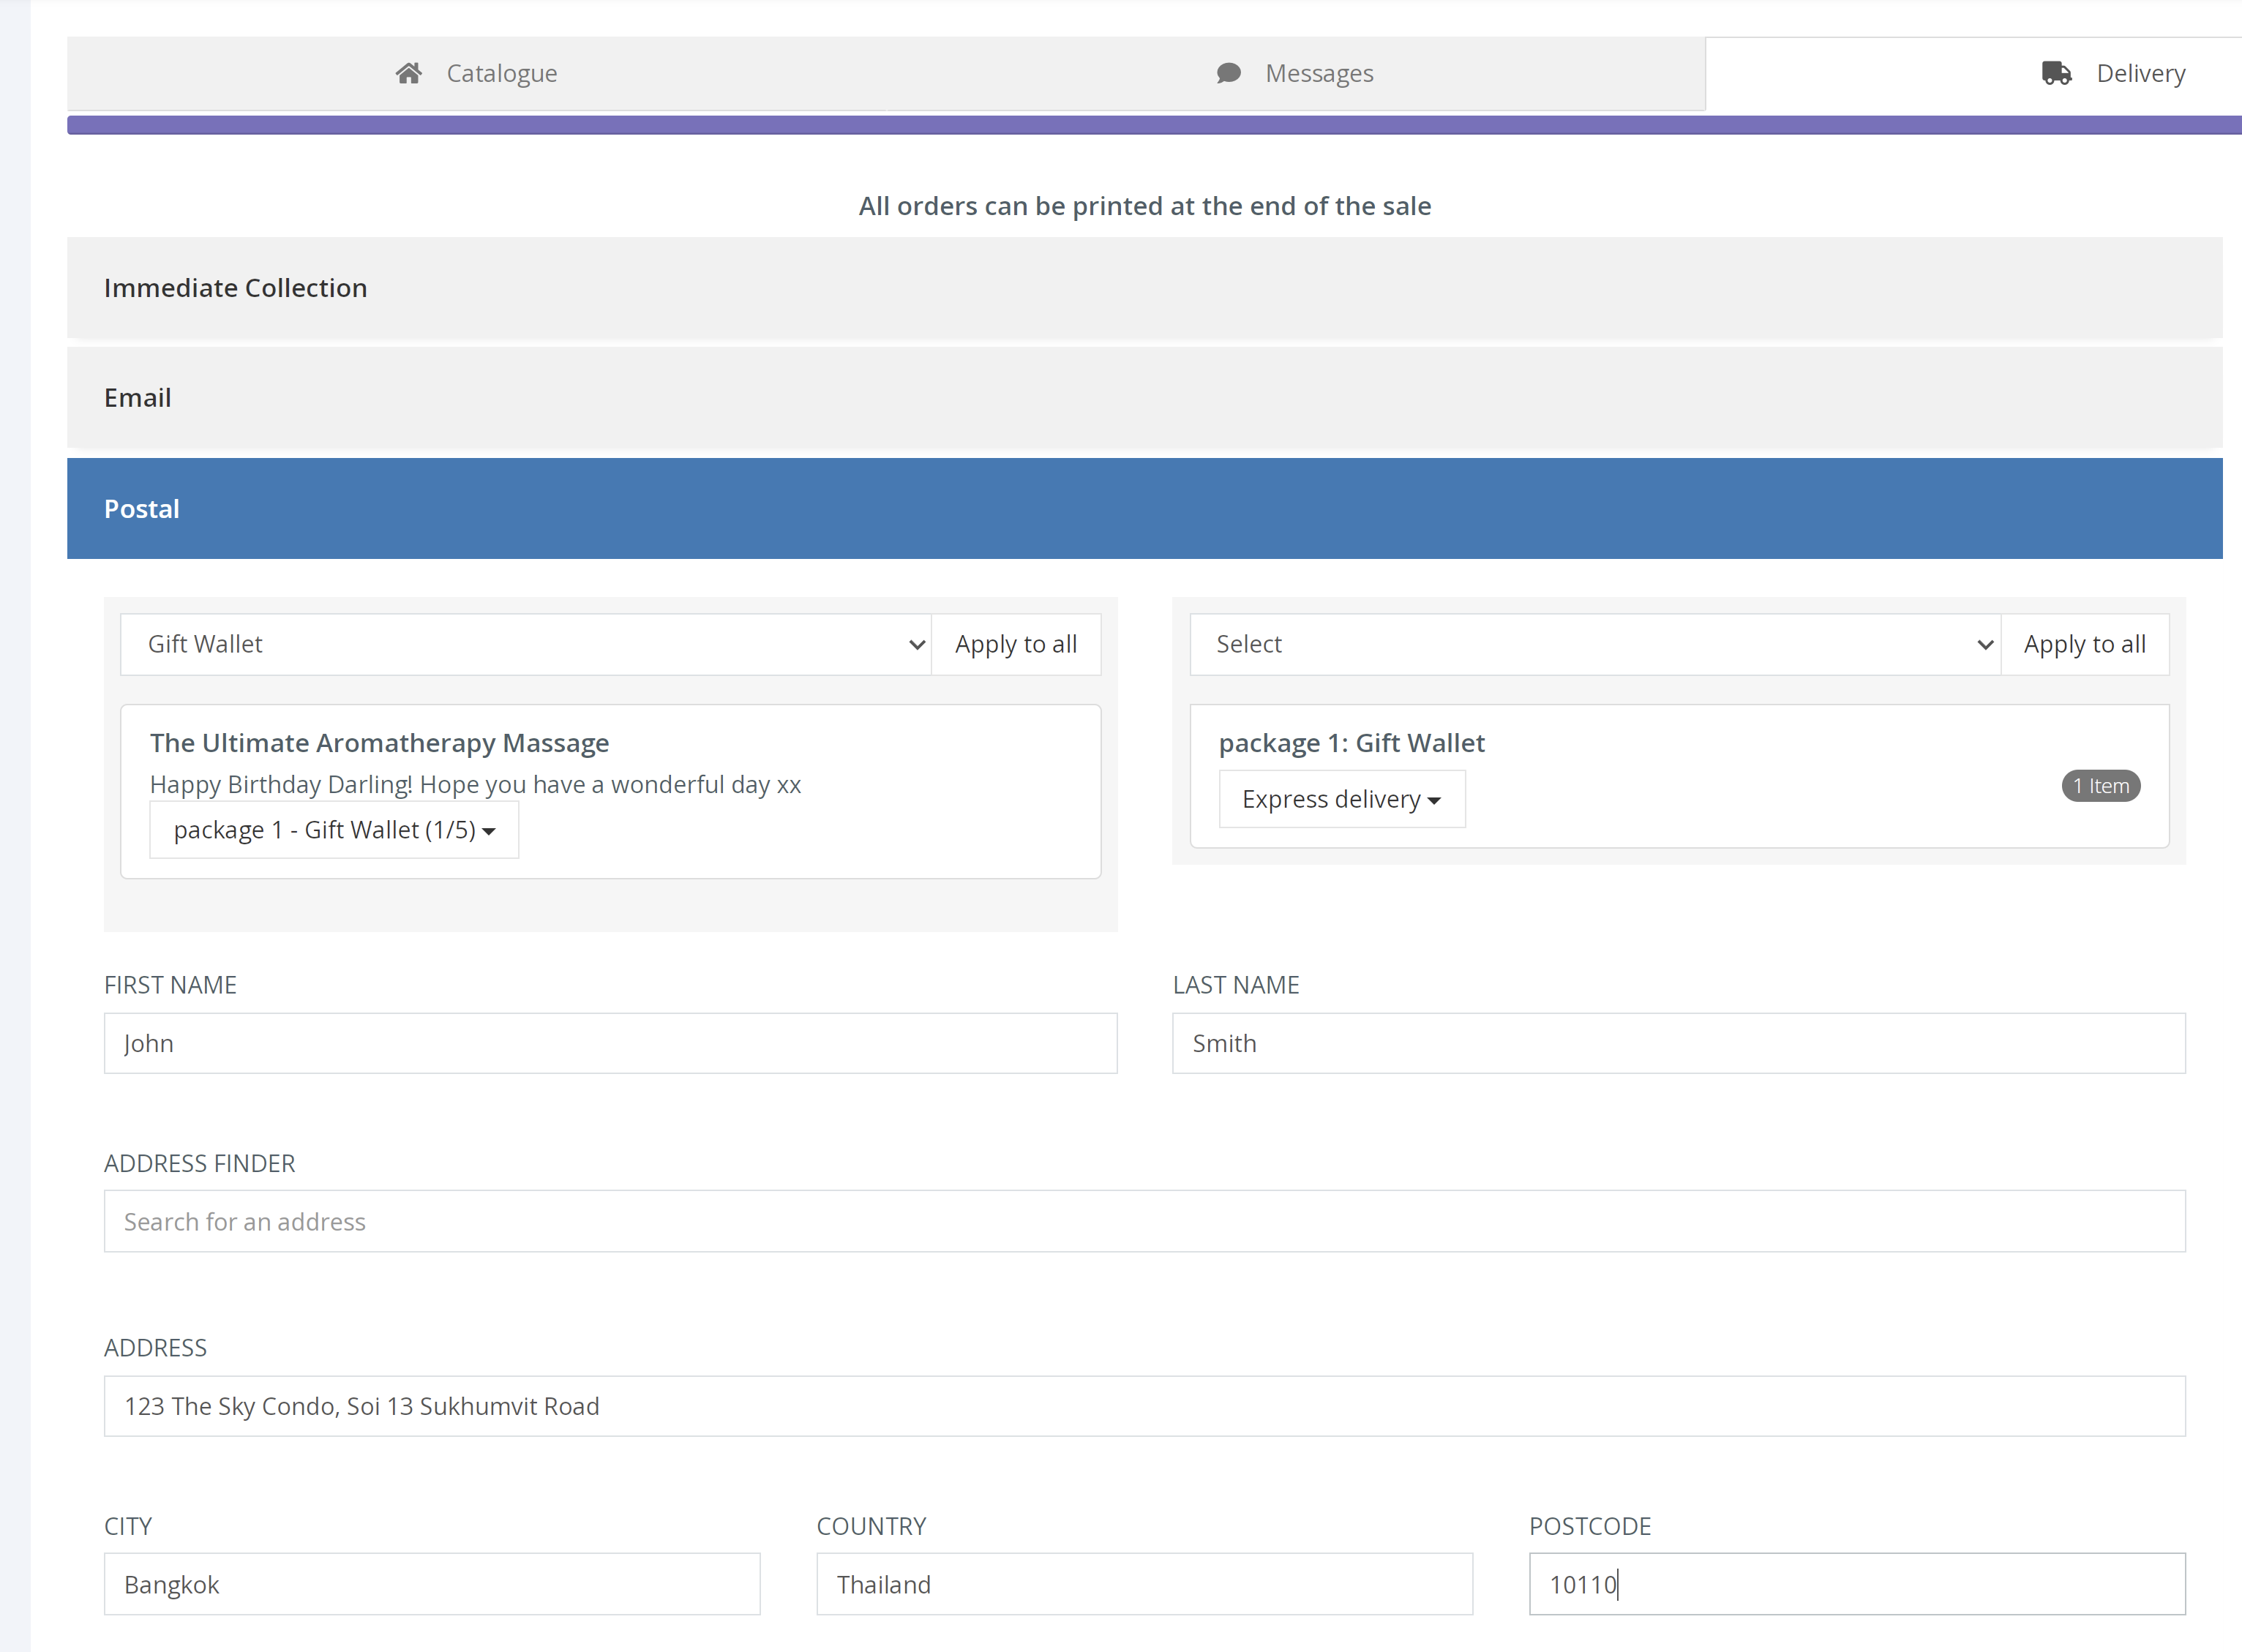 Catalogue Messages Delivery
All orders can be printed at the end of the sale
Immediate Collection
Email
Postal
Gift Wallet Apply to all
The Ultimate Aromatherapy Massage
Happy Birthday Darling! Hope you have a wonderful day xx
package 1 - Gift Wallet (1/5)
Select Apply to all
package 1: Gift Wallet
Express delivery
1 Item
FIRST NAME
John
LAST NAME
Smith
ADDRESS FINDER
Search for an address
ADDRESS
123 The Sky Condo, Soi 13 Sukhumvit Road
CITY
Bangkok
COUNTRY
Thailand
POSTCODE
10110